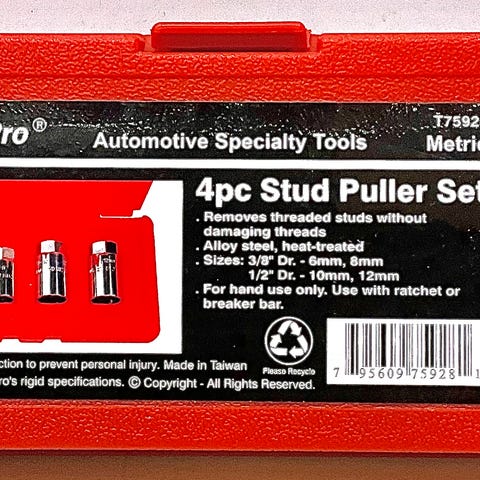 ro® Automotive Specialty Tools
T7592
Metric
4pc Stud Puller Set
. Removes threaded studs without
damaging threads
. Alloy steel, heat-treated
. Sizes: 3/8" Dr. - 6mm, 8mm
1/2" Dr. - 10mm, 12mm
. For hand use only. Use with ratchet or
breaker bar.
ction to prevent personal injury. Made in Taiwan
ro's rigid specifications. © Copyright - All Rights Reserved.
Please Recycle
7 95609 75928 1